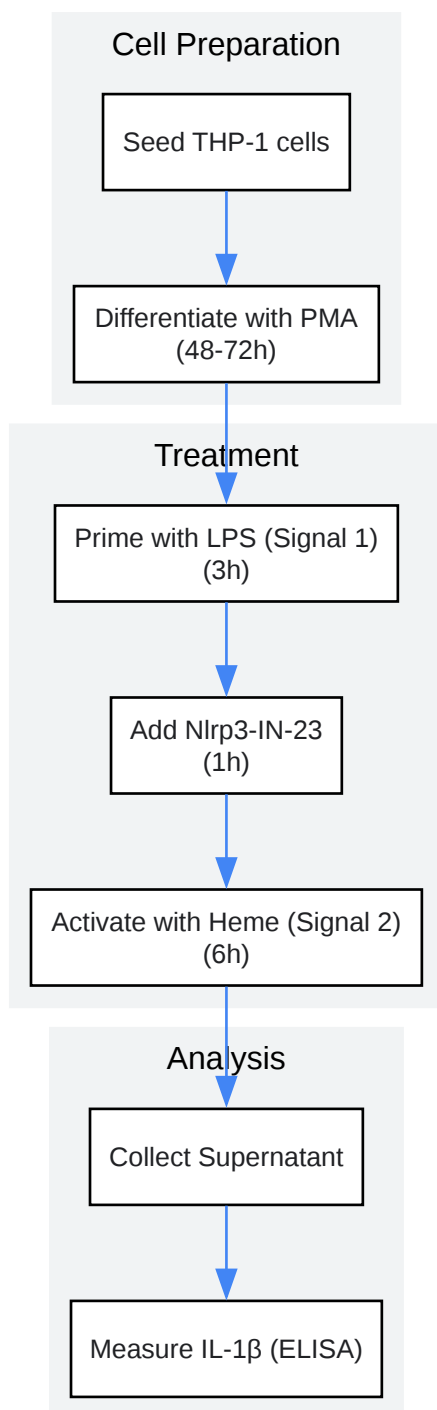 Cell Preparation
Seed THP-1 cells
Differentiate with PMA
(48-72h)
Treatment
Prime with LPS (Signal 1)
(3h)
Add Nlrp3-IN-23
(1h)
Activate with Heme (Signal 2)
(6h)
Analysis
Collect Supernatant
Measure IL-1β (ELISA)